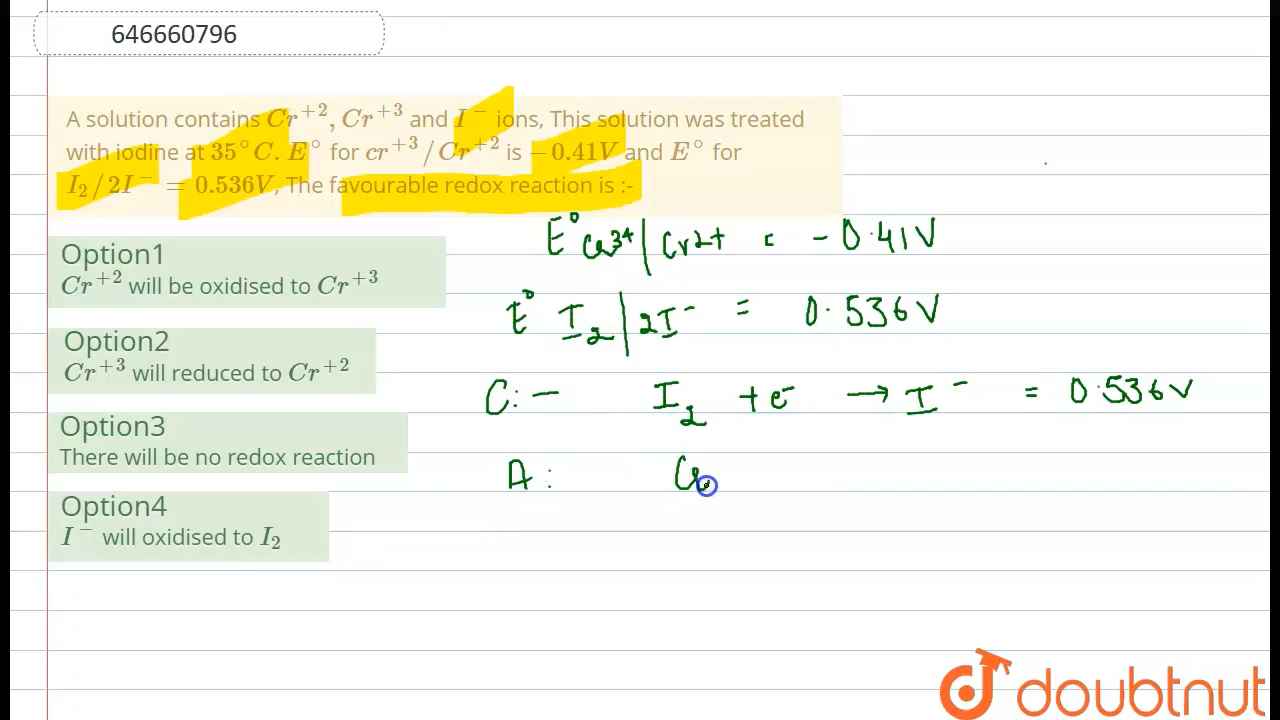 646660796
A solution contains Cr⁺², Cr⁺³ and I⁻ ions, This solution was treated
with iodine at 35°C. E° for cr⁺³/Cr⁺² is −0.41V and E° for
I₂/2I⁻ = 0.536V, The favourable redox reaction is :-
Option1
Cr⁺² will be oxidised to Cr⁺³
Option2
Cr⁺³ will reduced to Cr⁺²
Option3
There will be no redox reaction
Option4
I⁻ will oxidised to I₂
E° Cr³⁺|Cr²⁺ = −0.41V
E° I₂|2I⁻ = 0.536V
C:− I₂ + e⁻ → I⁻ = 0.536V
A: Cr
doubtnut